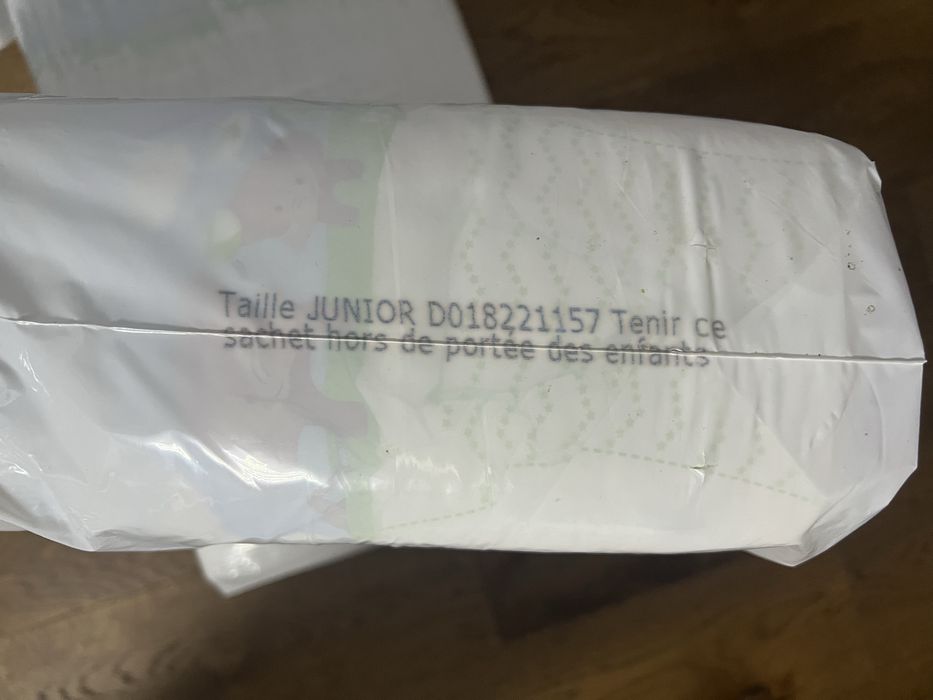 Taille JUNIOR D018221157 Tenir ce
sachet hors de portée des enfants